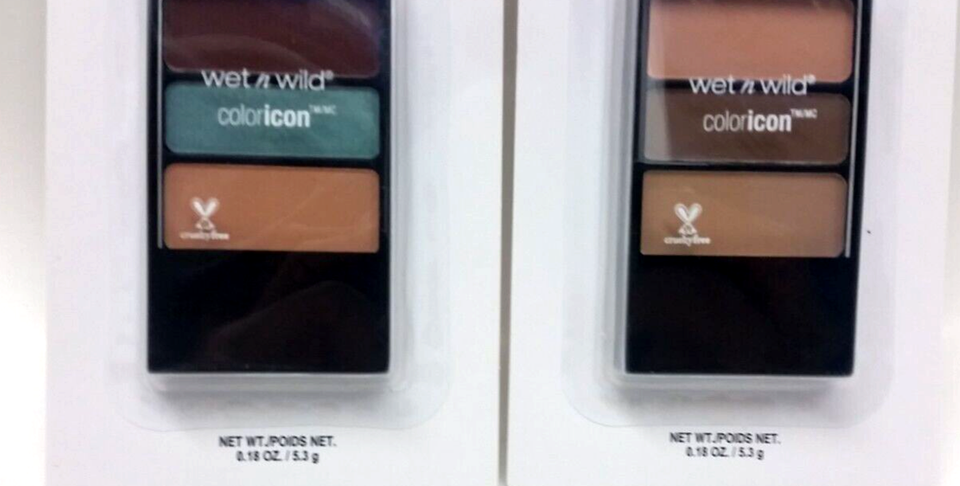 wet n wild®
coloricon™/MC
crueltyfree
NET WT./POIDS NET.
0.18 OZ. / 5.3 g
wet n wild®
coloricon™/MC
crueltyfree
NET WT./POIDS NET.
0.18 OZ. / 5.3 g